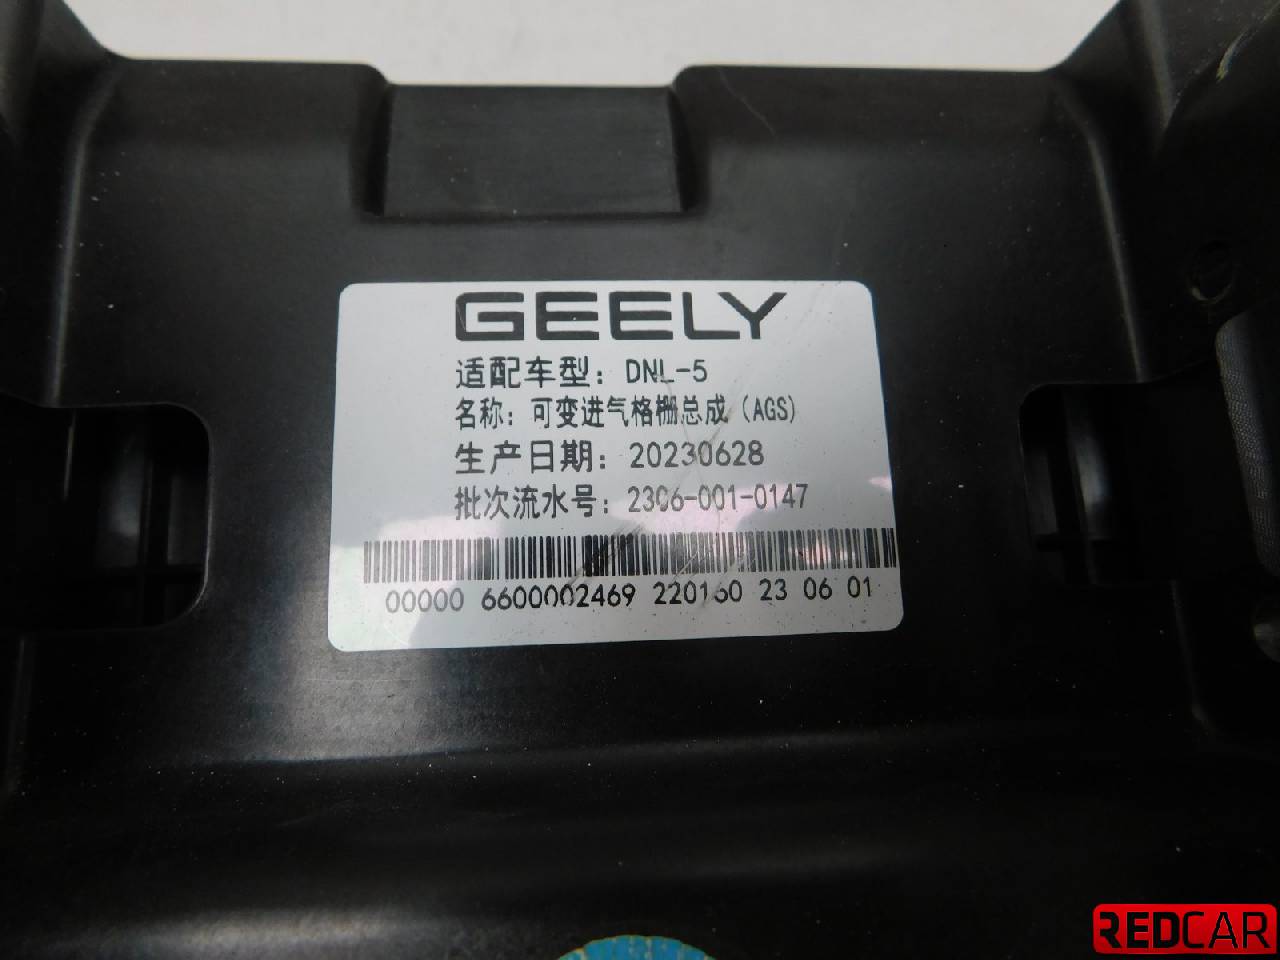 GEELY
适配车型：DNL-5
名称：可变进气格栅总成（AGS）
生产日期：20230628
批次流水号：2306-001-0147
00000 6600002469 220160 23 06 01
REDCAR